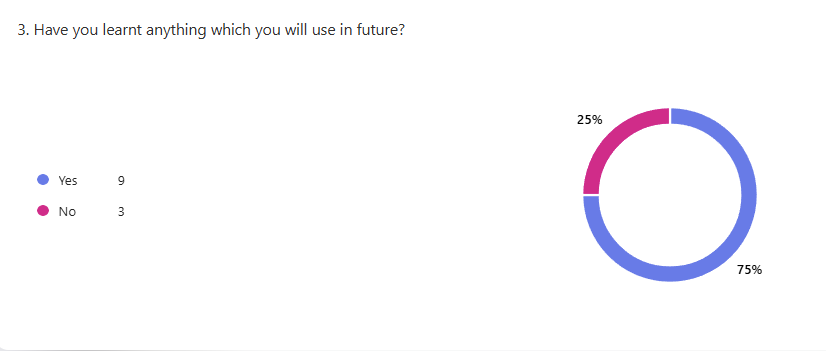 3. Have you learnt anything which you will use in future?
25%
Yes 9
No 3
75%